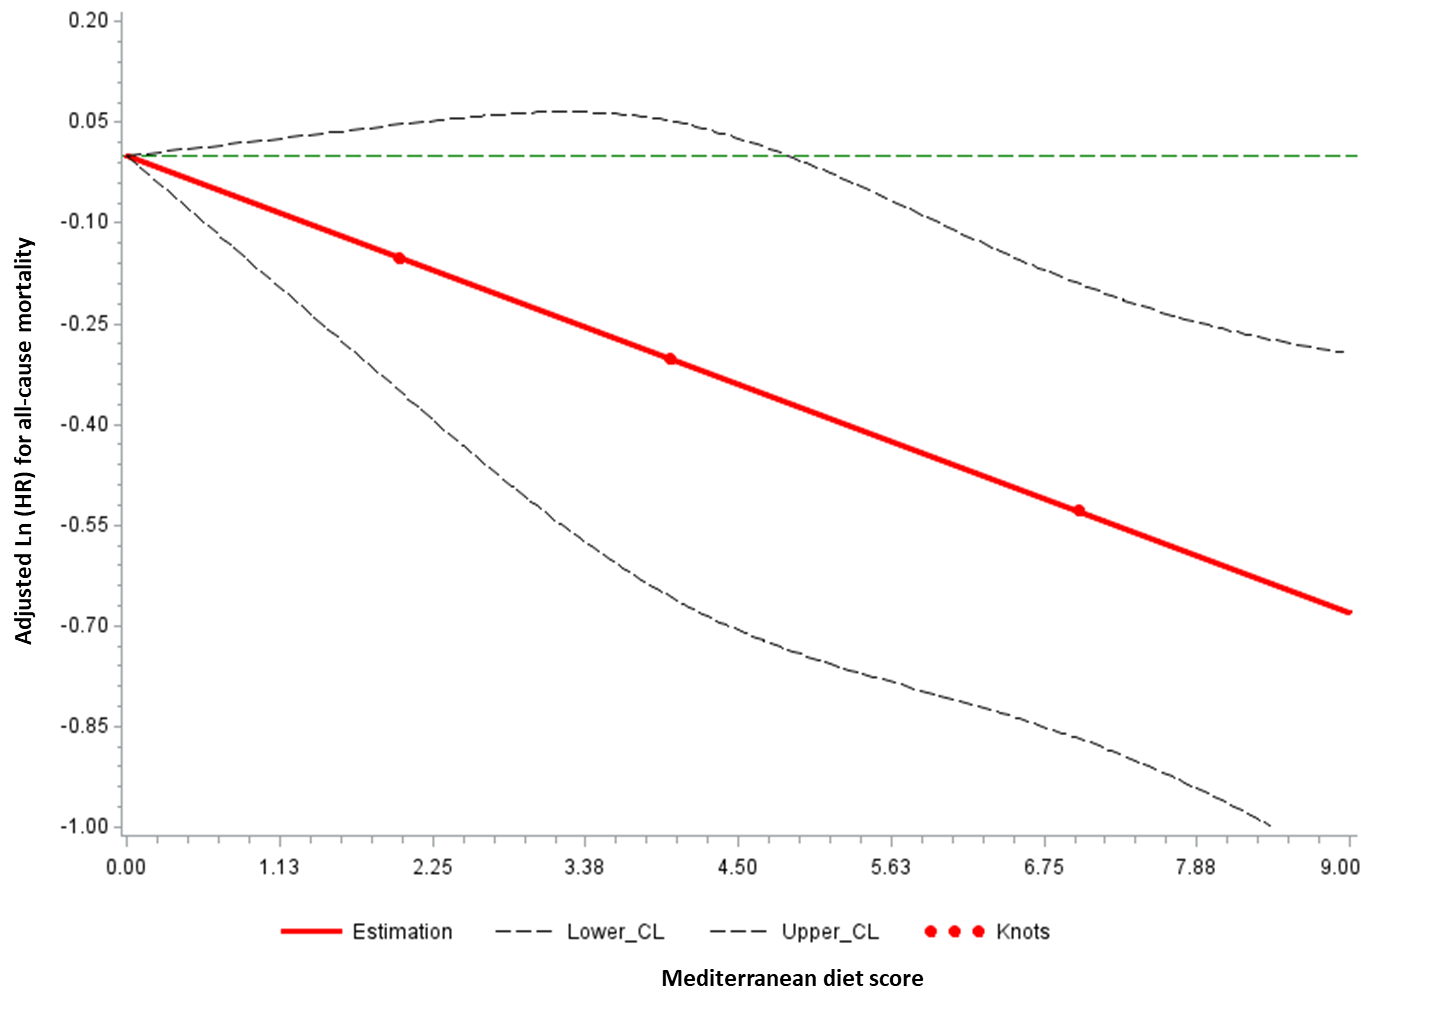 Adjusted Ln (HR) for all-cause mortality
0.20
0.05
-0.10
-0.25
-0.40
-0.55
-0.70
-0.85
-1.00
0.00 1.13 2.25 3.38 4.50 5.63 6.75 7.88 9.00
Estimation Lower_CL Upper_CL Knots
Mediterranean diet score